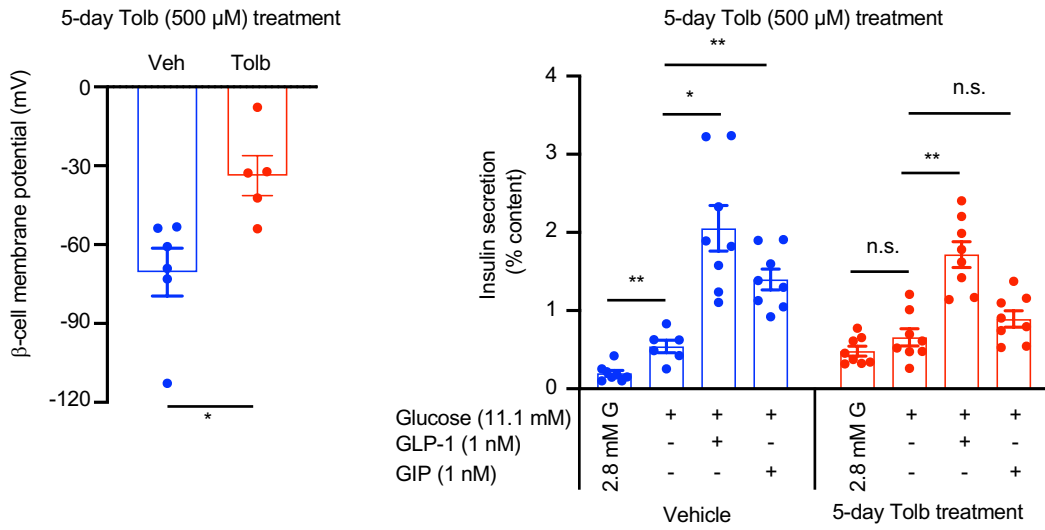 5-day Tolb (500 µM) treatment
Veh Tolb
0
-30
-60
-90
-120
β-cell membrane potential (mV)
*
5-day Tolb (500 µM) treatment
4
3
2
1
0
Insulin secretion
(% content)
**
*
**
n.s.
**
n.s.
Glucose (11.1 mM) 2.8 mM G + + + 2.8 mM G + + +
GLP-1 (1 nM) - + - - + -
GIP (1 nM) - - + - - +
Vehicle 5-day Tolb treatment